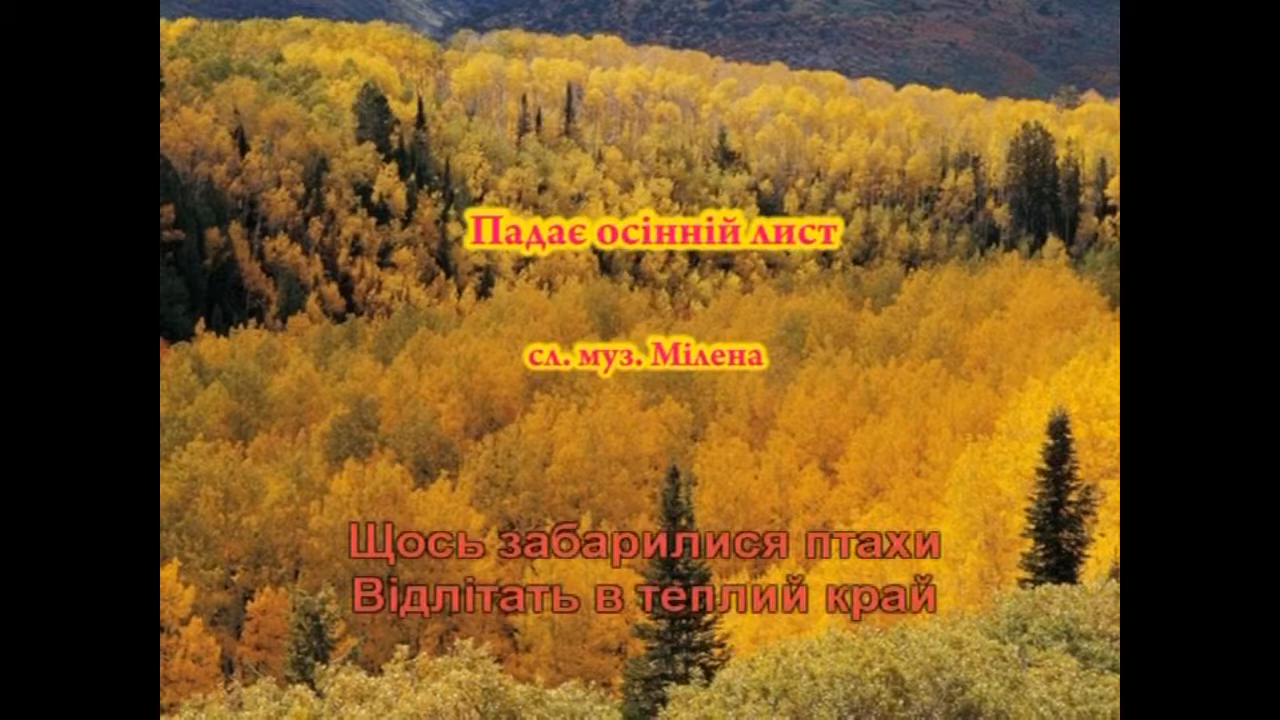 Падає осінній лист
сл. муз. Мілена
Щось забарилися птахи
Відлітать в теплий край